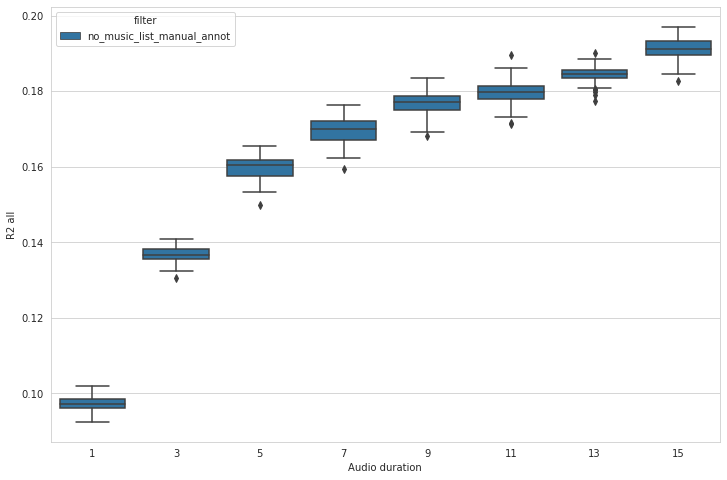 filter
no_music_list_manual_annot
0.20
0.18
0.16
0.14
0.12
0.10
R2 all
1 3 5 7 9 11 13 15
Audio duration